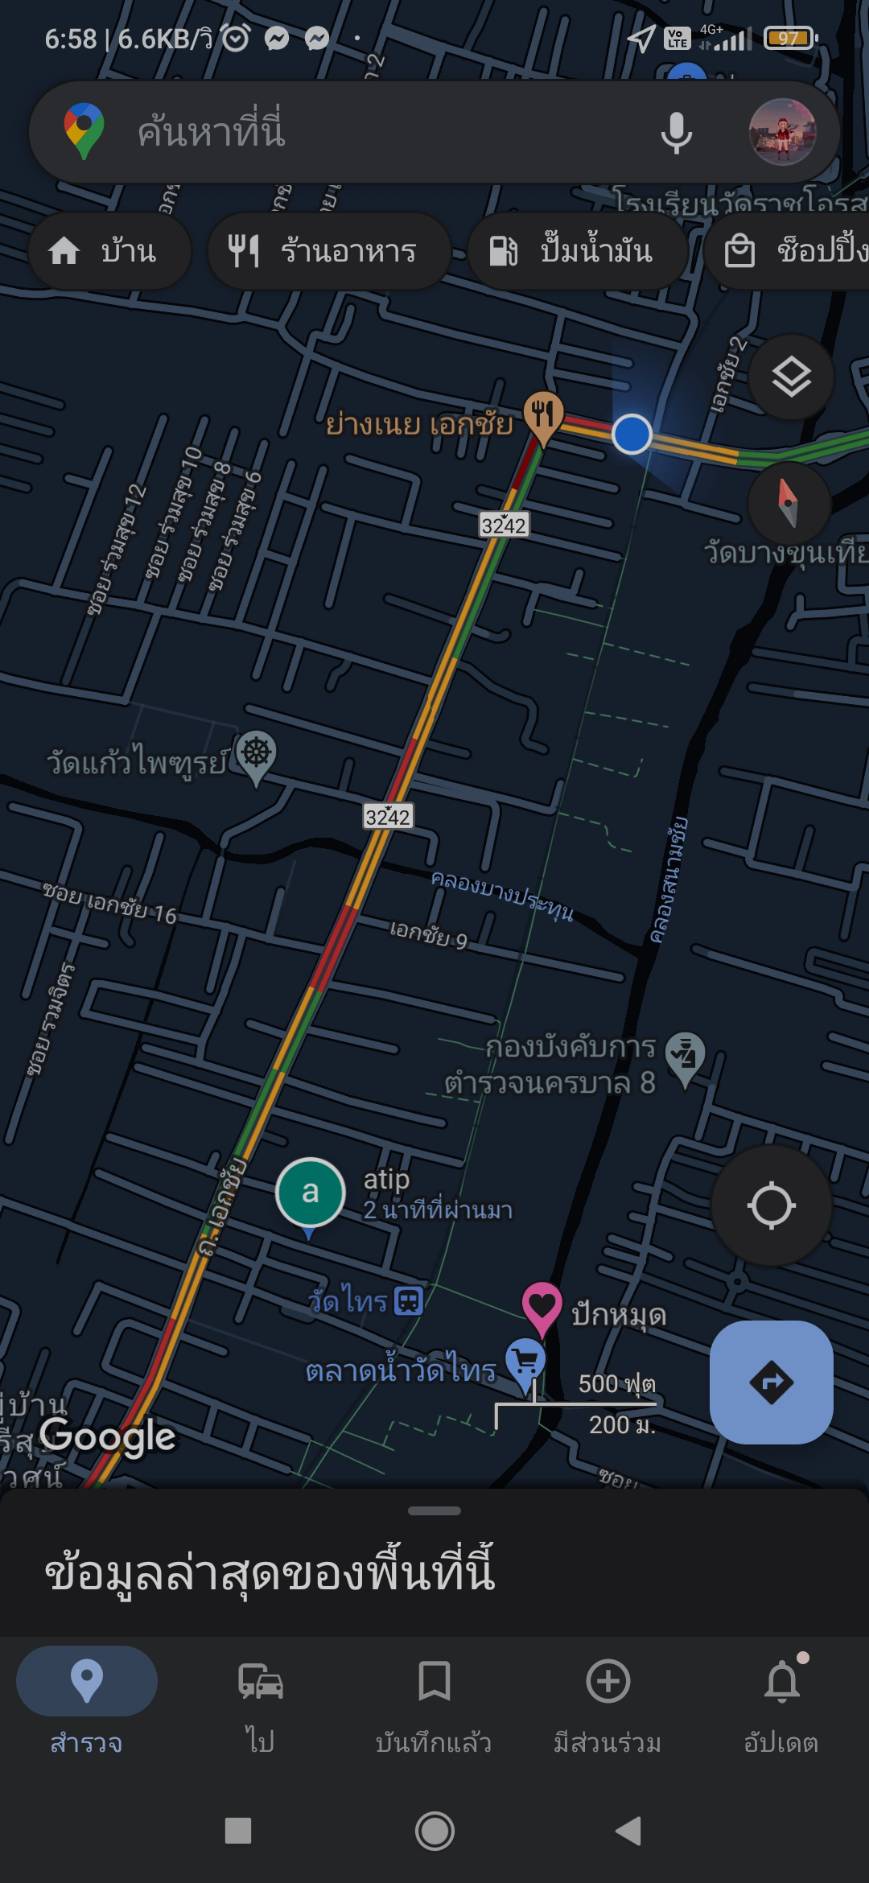 6:58 | 6.6KB/วิ
Vo LTE
4G+
97
ค้นหาที่นี่
โรงเรียนวัดราชโอรส
บ้าน
ร้านอาหาร
ปั๊มน้ำมัน
ช็อปปิ้ง
เอกชัย 2
ย่างเนย เอกชัย
ซอย ร่วมสุข 12
ซอย ร่วมสุข 10
ซอย ร่วมสุข 8
ซอย ร่วมสุข 6
3242
วัดบางขุนเทีย
วัดแก้วไพฑูรย์
3242
คลองสนามชัย
คลองบางประทุน
ซอย เอกชัย 16
เอกชัย 9
ซอย รวมจิตร
กองบังคับการ
ตำรวจนครบาล 8
ถ. เอกชัย
a
atip
2 นาทีที่ผ่านมา
วัดไทร
ปักหมุด
ตลาดน้ำวัดไทร
500 ฟุต
200 ม.
Google
ซอย
ข้อมูลล่าสุดของพื้นที่นี้
สำรวจ
ไป
บันทึกแล้ว
มีส่วนร่วม
อัปเดต